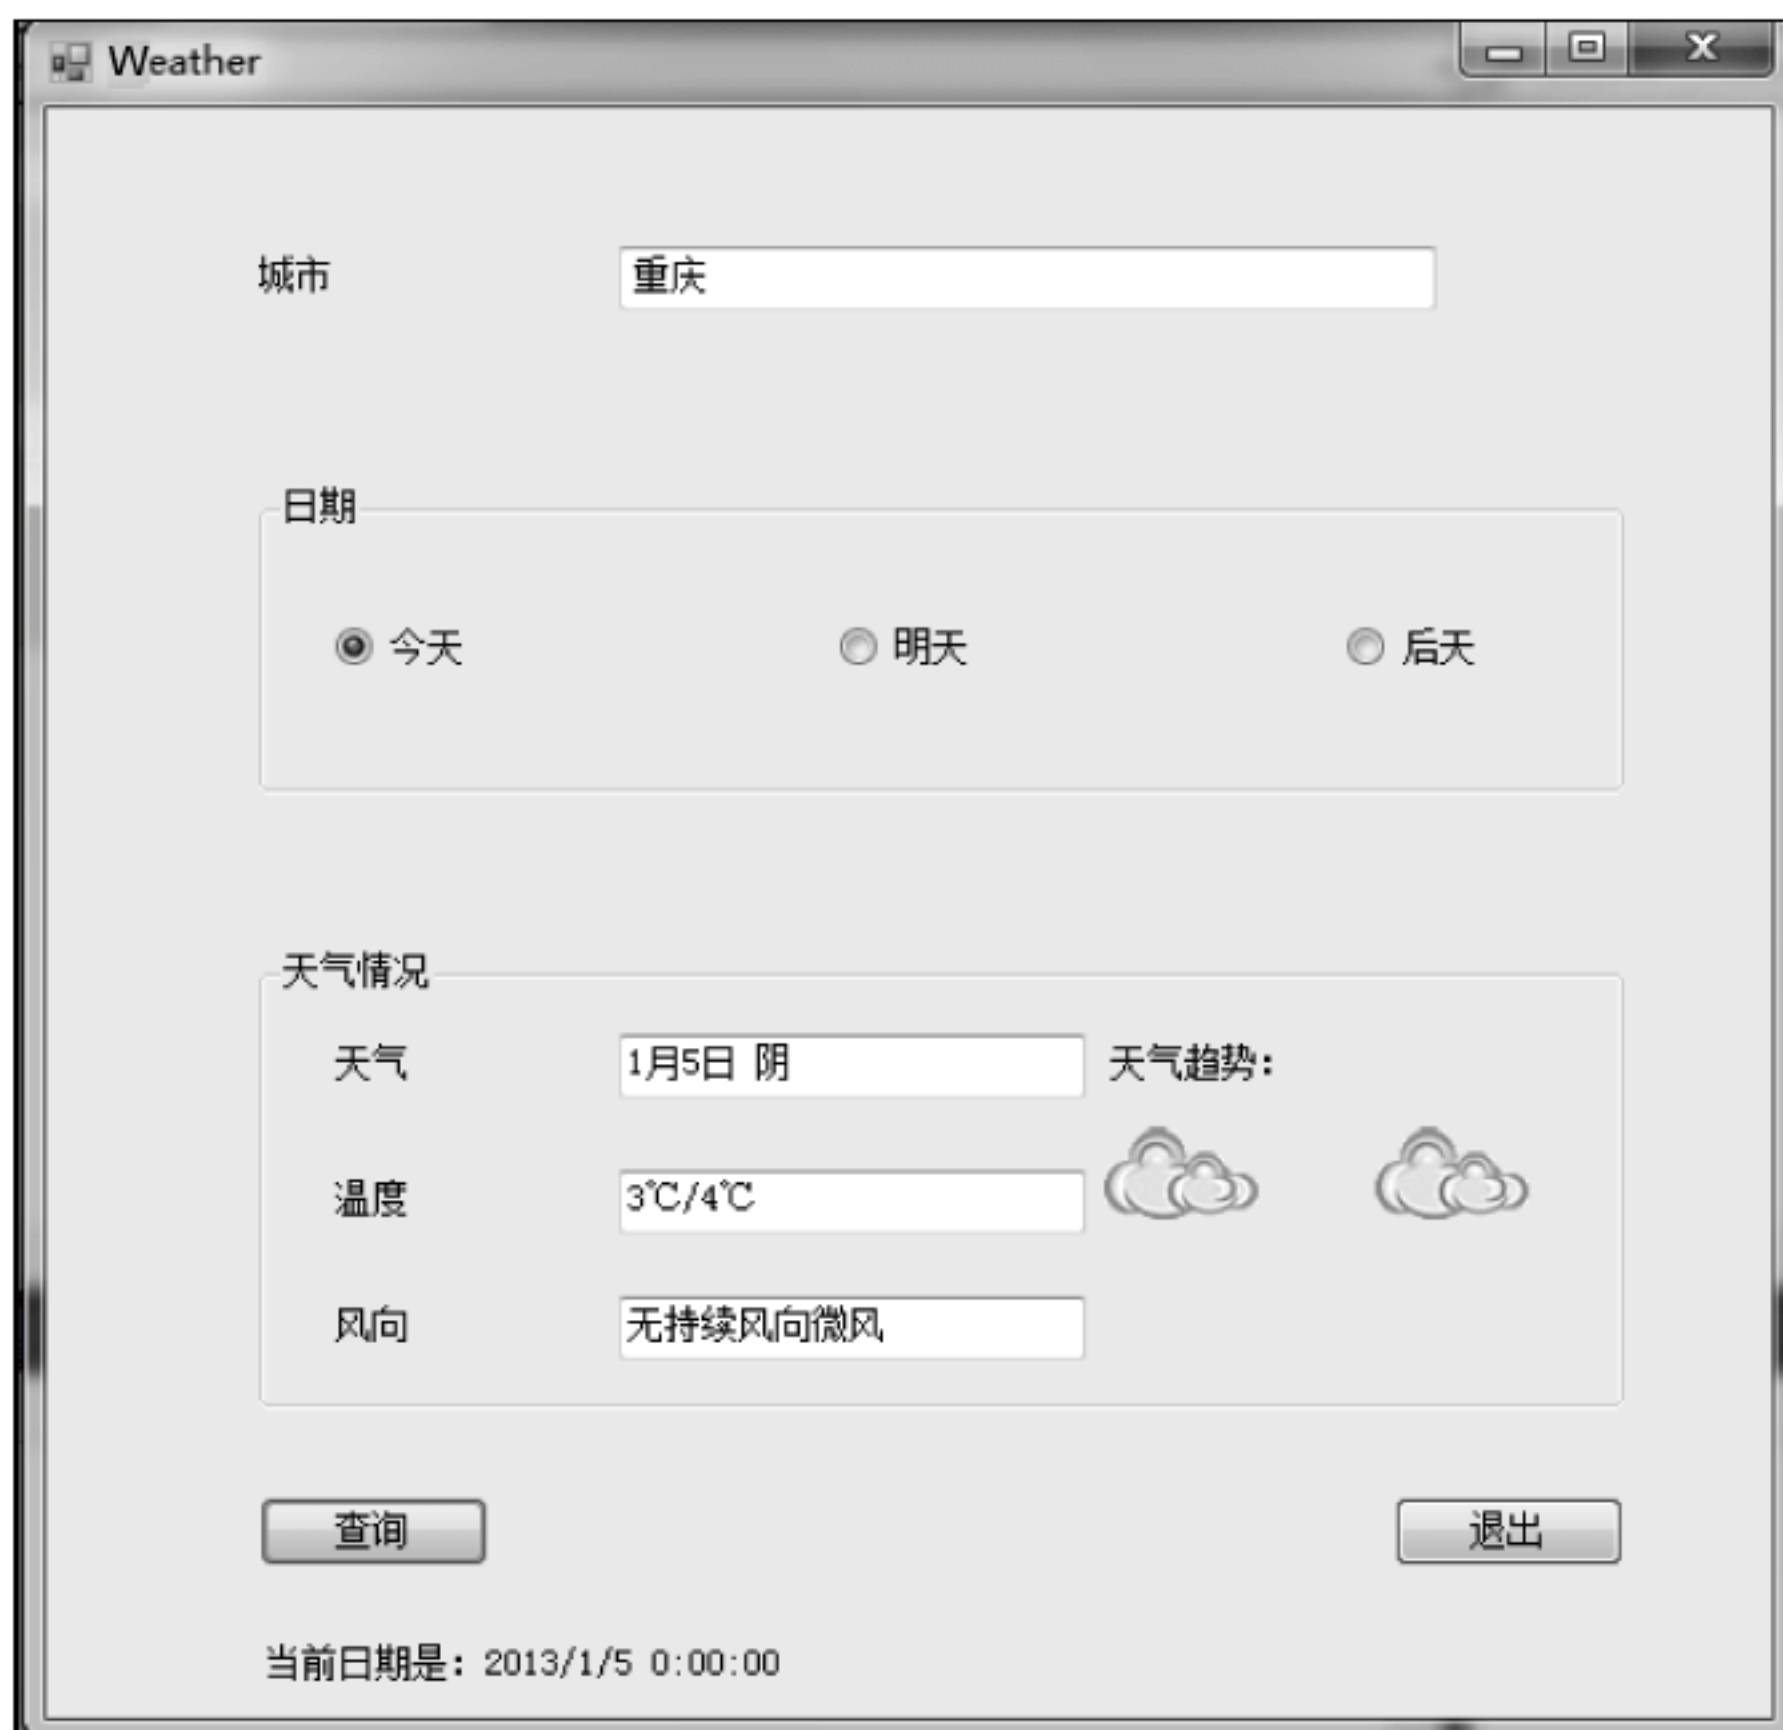 Weather
城市 重庆
日期
今天 明天 后天
天气情况
天气 1月5日 阴 天气趋势：
温度 3℃/4℃
风向 无持续风向微风
查询 退出
当前日期是：2013/1/5 0:00:00